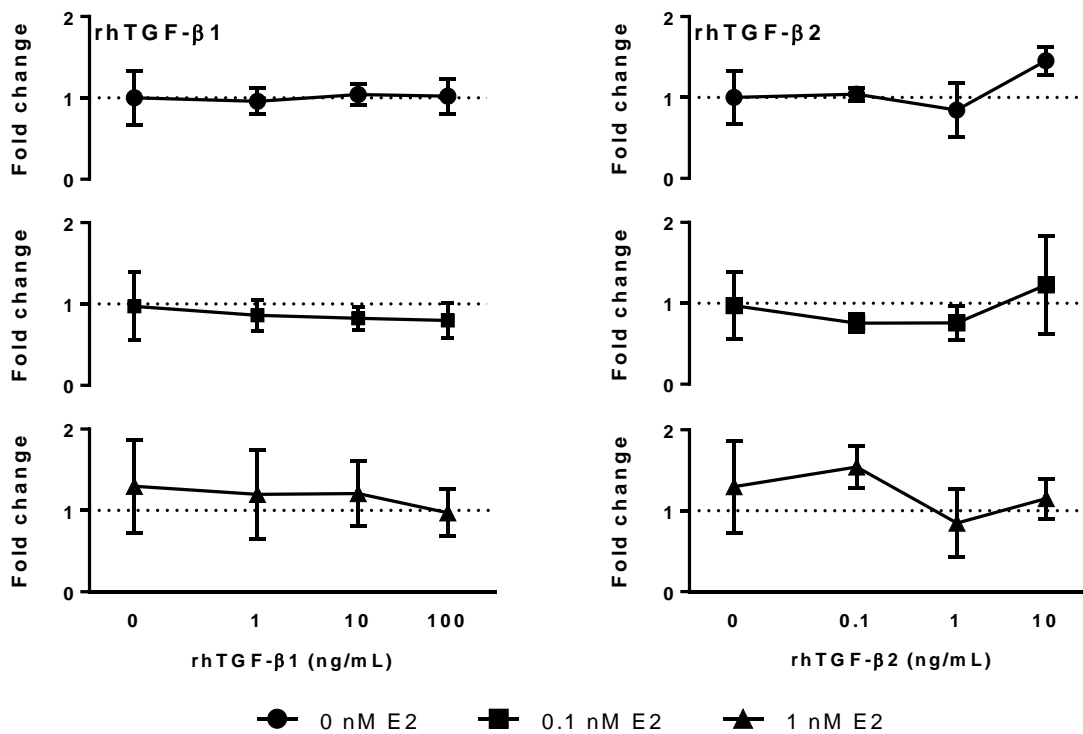 rhTGF-β1
Fold change
2
1
0
Fold change
2
1
0
Fold change
2
1
0
0 1 10 100
rhTGF-β1 (ng/mL)
rhTGF-β2
Fold change
2
1
0
Fold change
2
1
0
Fold change
2
1
0
0 0.1 1 10
rhTGF-β2 (ng/mL)
0 nM E2 0.1 nM E2 1 nM E2